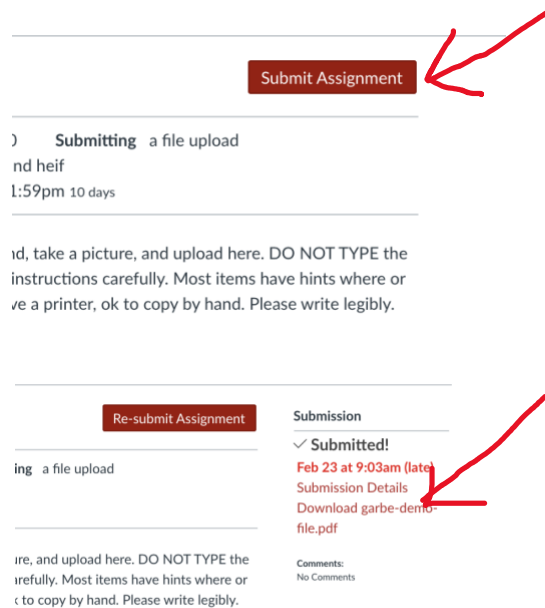 Submit Assignment
) Submitting a file upload
nd heif
1:59pm 10 days
d, take a picture, and upload here. DO NOT TYPE the
instructions carefully. Most items have hints where or
ve a printer, ok to copy by hand. Please write legibly.
Re-submit Assignment
Submission
✓ Submitted!
Feb 23 at 9:03am (late)
ing a file upload
Submission Details
Download garbe-demo-
file.pdf
ire, and upload here. DO NOT TYPE the
refully. Most items have hints where or
k to copy by hand. Please write legibly.
Comments:
No Comments